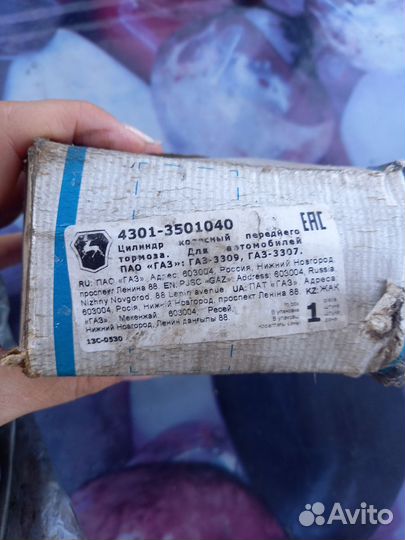 EAC
4301-3501040
Цилиндр колесный переднего
тормоза. Для автомобилей
ПАО «ГАЗ»: ГАЗ-3309, ГАЗ-3307.
RU: ПАО «ГАЗ». Адрес: 603004, Россия, Нижний Новгород,
проспект Ленина 88. EN: PJSC «GAZ». Address: 603004, Russia,
Nizhny Novgorod, 88 Lenin avenue. UA: ПАТ «ГАЗ». Адреса:
603004, Росія, Нижній Новгород, проспект Леніна 88. KZ: ЖАҚ
«ГАЗ». Мекенжай: 603004, Ресей,
Нижний Новгород, Ленин даңғылы 88.
1
13C-0530
Avito